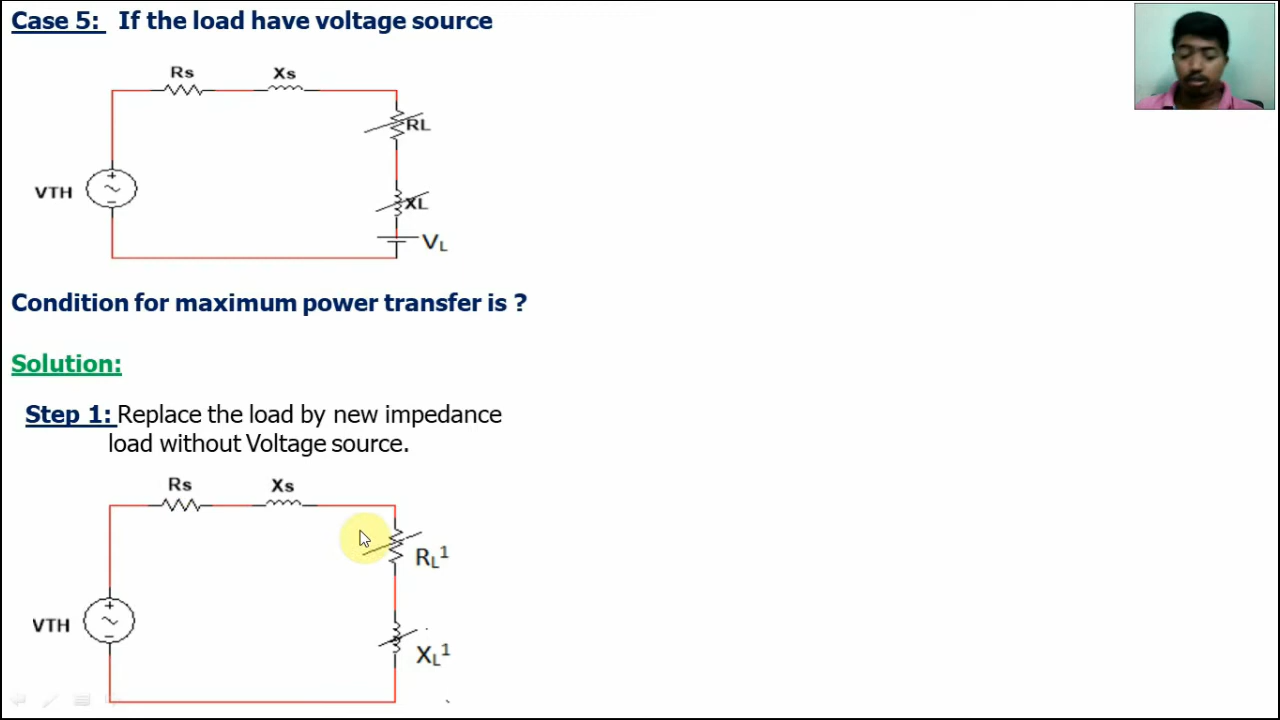 Case 5: If the load have voltage source
Rs Xs
RL
VTH
XL
VL
Condition for maximum power transfer is ?
Solution:
Step 1: Replace the load by new impedance
load without Voltage source.
Rs Xs
RL¹
VTH
XL¹